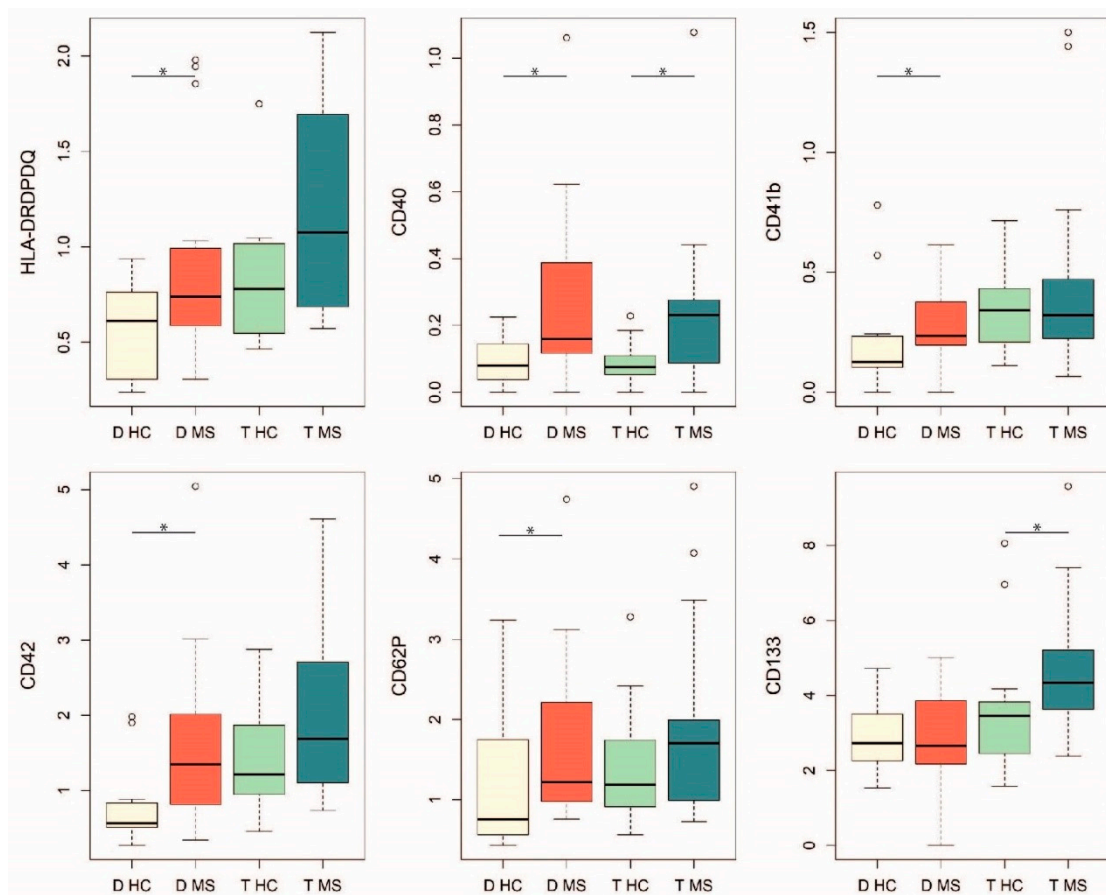 HLA-DRDPDQ
2.0
1.5
1.0
0.5
*
D HC D MS T HC T MS
CD40
1.0
0.8
0.6
0.4
0.2
0.0
* *
D HC D MS T HC T MS
CD41b
1.5
1.0
0.5
0.0
*
D HC D MS T HC T MS
CD42
5
4
3
2
1
*
D HC D MS T HC T MS
CD62P
5
4
3
2
1
*
D HC D MS T HC T MS
CD133
8
6
4
2
0
*
D HC D MS T HC T MS